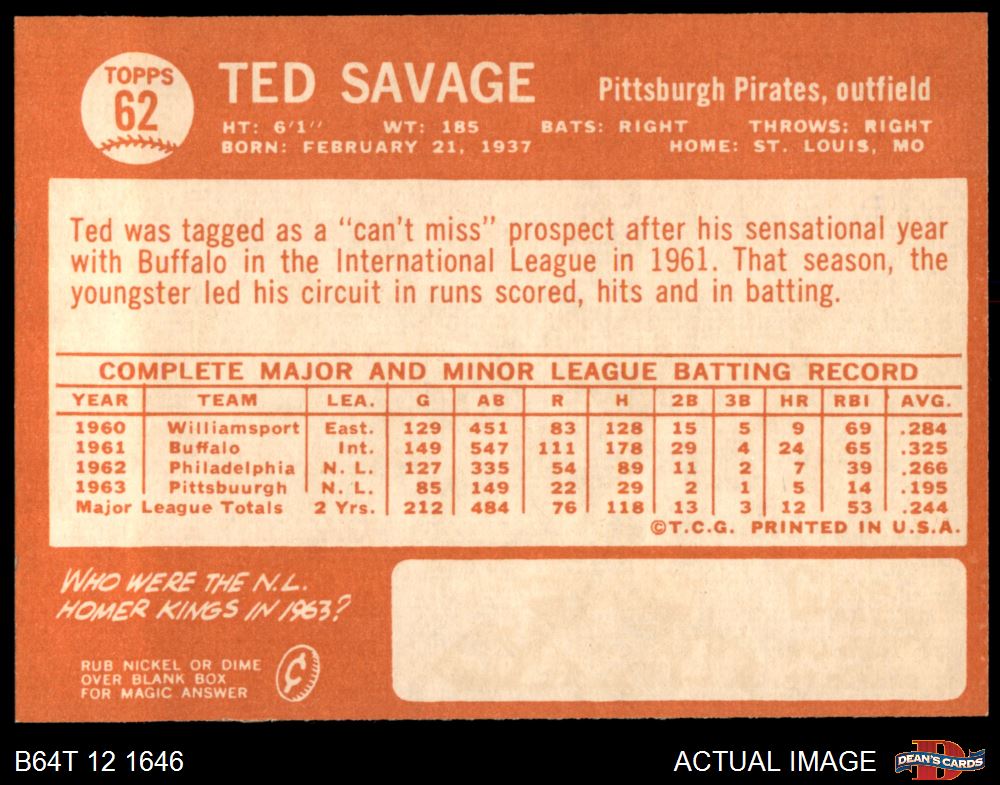 TOPPS
62
TED SAVAGE
Pittsburgh Pirates, outfield
HT: 6'1" WT: 185 BATS: RIGHT THROWS: RIGHT
BORN: FEBRUARY 21, 1937 HOME: ST. LOUIS, MO
Ted was tagged as a "can't miss" prospect after his sensational year
with Buffalo in the International League in 1961. That season, the
youngster led his circuit in runs scored, hits and in batting.
COMPLETE MAJOR AND MINOR LEAGUE BATTING RECORD
YEAR TEAM LEA. G AB R H 2B 3B HR RBI AVG.
1960 Williamsport East. 129 451 83 128 15 5 9 69 .284
1961 Buffalo Int. 149 547 111 178 29 4 24 65 .325
1962 Philadelphia N. L. 127 335 54 89 11 2 7 39 .266
1963 Pittsbuurgh N. L. 85 149 22 29 2 1 5 14 .195
Major League Totals 2 Yrs. 212 484 76 118 13 3 12 53 .244
©T.C.G. PRINTED IN U.S.A.
WHO WERE THE N.L.
HOMER KINGS IN 1963?
RUB NICKEL OR DIME
OVER BLANK BOX
FOR MAGIC ANSWER
¢
B64T 12 1646
ACTUAL IMAGE
D
DEAN'S CARDS